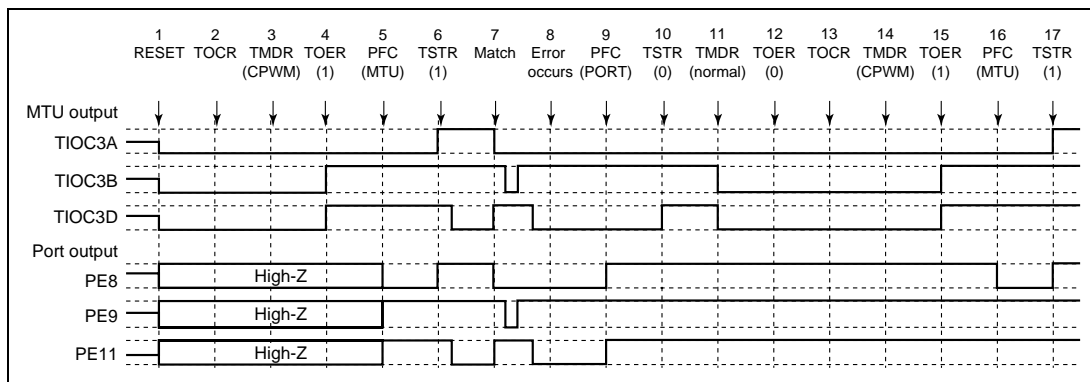 1 2 3 4 5 6 7 8 9 10 11 12 13 14 15 16 17
RESET TOCR TMDR TOER PFC TSTR Match Error PFC TSTR TMDR TOER TOCR TMDR TOER PFC TSTR
(CPWM) (1) (MTU) (1) occurs (PORT) (0) (normal) (0) (CPWM) (1) (MTU) (1)
MTU output
TIOC3A
TIOC3B
TIOC3D
Port output
PE8 High-Z
PE9 High-Z
PE11 High-Z